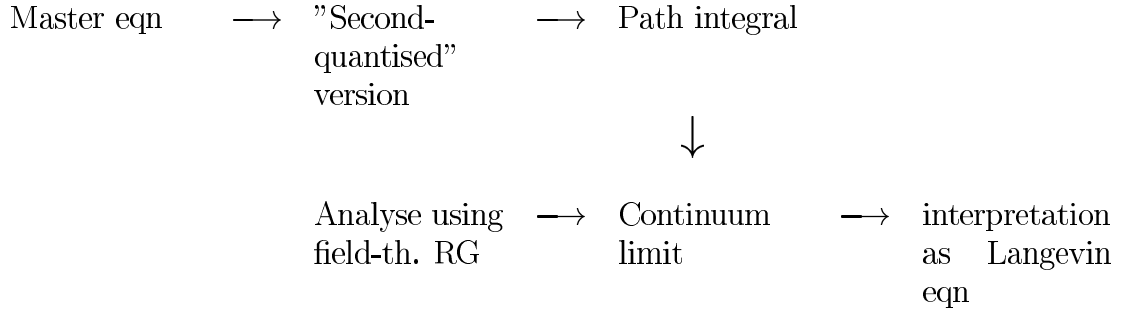 Master eqn → "Second- → Path integral
quantised"
version
↓
Analyse using → Continuum → interpretation
field-th. RG limit as Langevin
eqn